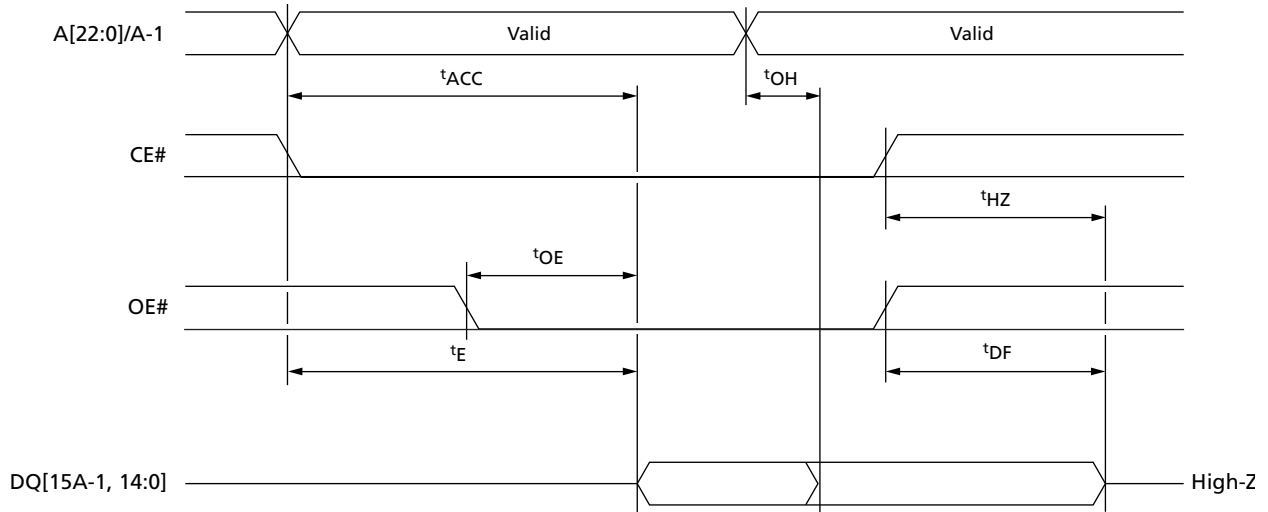 A[22:0]/A-1
Valid
Valid
tACC
tOH
CE#
tHZ
tOE
OE#
tE
tDF
DQ[15A-1, 14:0]
High-Z